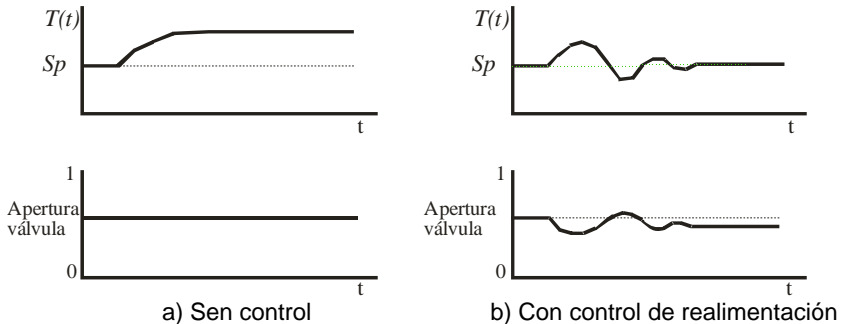 T(t)
Sp
t
1
Apertura
válvula
0
t
a) Sen control
T(t)
Sp
t
1
Apertura
válvula
0
t
b) Con control de realimentación